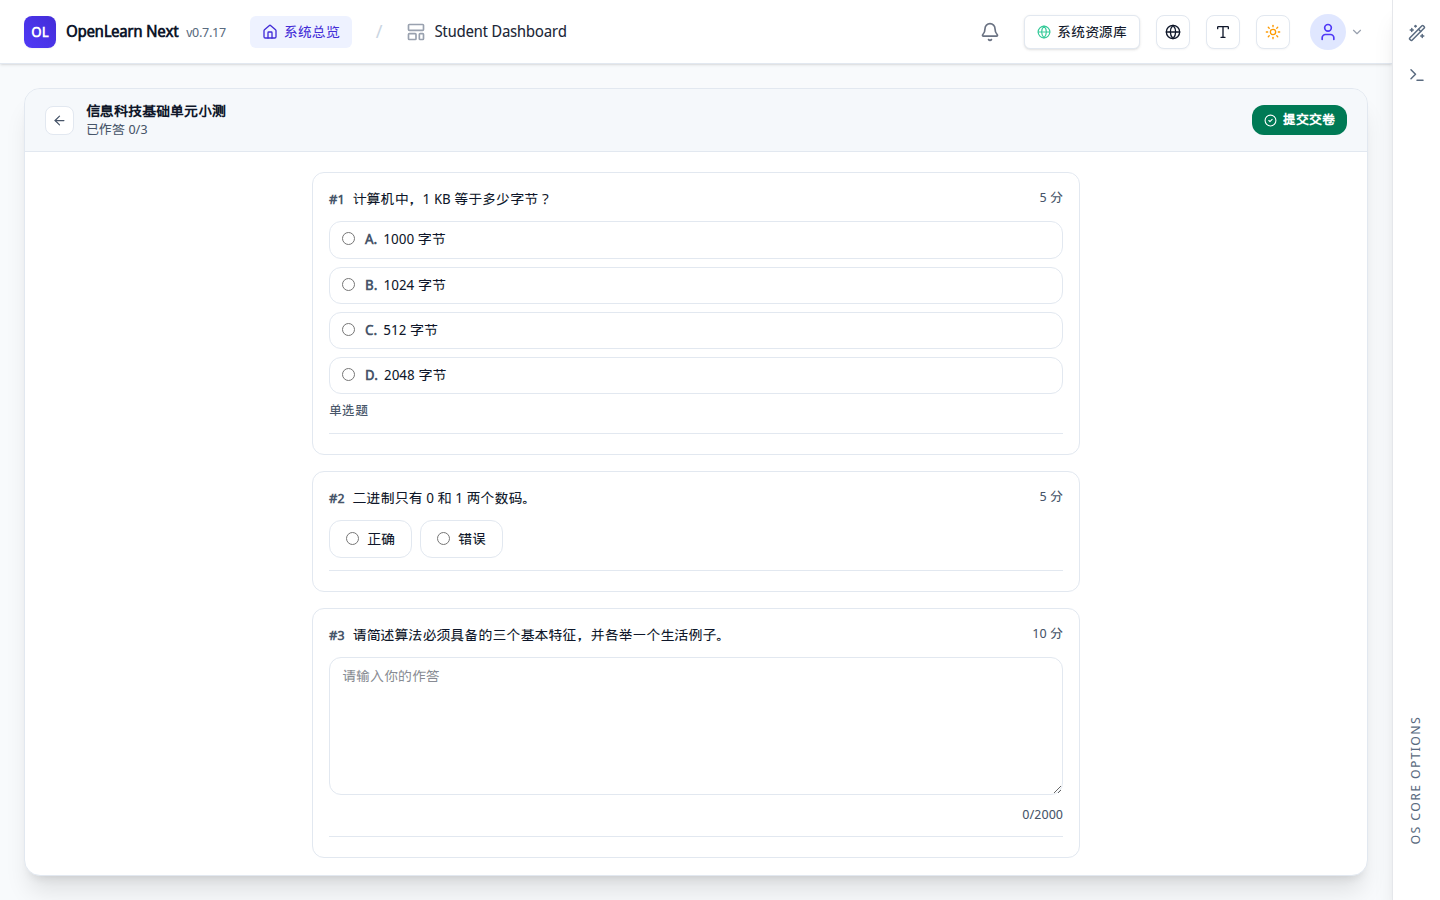 OL OpenLearn Next v0.7.17 系统总览 / Student Dashboard 系统资源库
信息科技基础单元小测
已作答 0/3
提交交卷
#1 计算机中，1 KB 等于多少字节？ 5 分
A. 1000 字节
B. 1024 字节
C. 512 字节
D. 2048 字节
单选题
#2 二进制只有 0 和 1 两个数码。 5 分
正确 错误
#3 请简述算法必须具备的三个基本特征，并各举一个生活例子。 10 分
请输入你的作答
0/2000
OS CORE OPTIONS